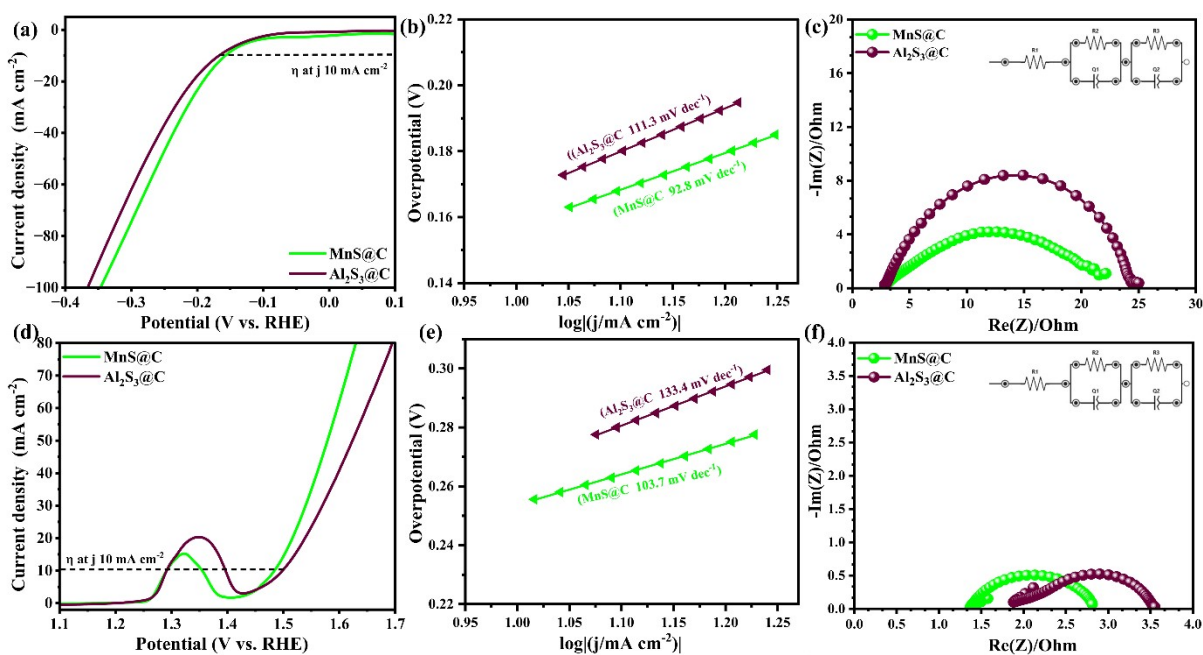 (a)
0
−10
−20
−40
−60
−80
−100
η at j 10 mA cm⁻²
MnS@C
Al₂S₃@C
−0.4
−0.3
−0.2
−0.1
0.0
0.1
Current density (mA cm⁻²)
Potential (V vs. RHE)
(b)
0.22
0.20
0.18
0.16
0.14
((Al₂S₃@C 111.3 mV dec⁻¹)
(MnS@C 92.8 mV dec⁻¹)
0.95
1.00
1.05
1.10
1.15
1.20
1.25
Overpotential (V)
log|(j/mA cm⁻²)|
(c)
20
16
12
8
4
0
MnS@C
Al₂S₃@C
R1
R2
R3
Q1
Q2
0
5
10
15
20
25
30
-Im(Z)/Ohm
Re(Z)/Ohm
(d)
80
70
60
50
40
30
20
10
0
MnS@C
Al₂S₃@C
η at j 10 mA cm⁻²
1.1
1.2
1.3
1.4
1.5
1.6
1.7
Current density (mA cm⁻²)
Potential (V vs. RHE)
(e)
0.30
0.28
0.26
0.24
0.22
(Al₂S₃@C 133.4 mV dec⁻¹)
(MnS@C 103.7 mV dec⁻¹)
0.95
1.00
1.05
1.10
1.15
1.20
1.25
Overpotential (V)
log|(j/mA cm⁻²)|
(f)
4.0
3.5
3.0
2.5
2.0
1.5
1.0
0.5
0.0
MnS@C
Al₂S₃@C
R1
R2
R3
Q1
Q2
0.0
0.5
1.0
1.5
2.0
2.5
3.0
3.5
4.0
-Im(Z)/Ohm
Re(Z)/Ohm